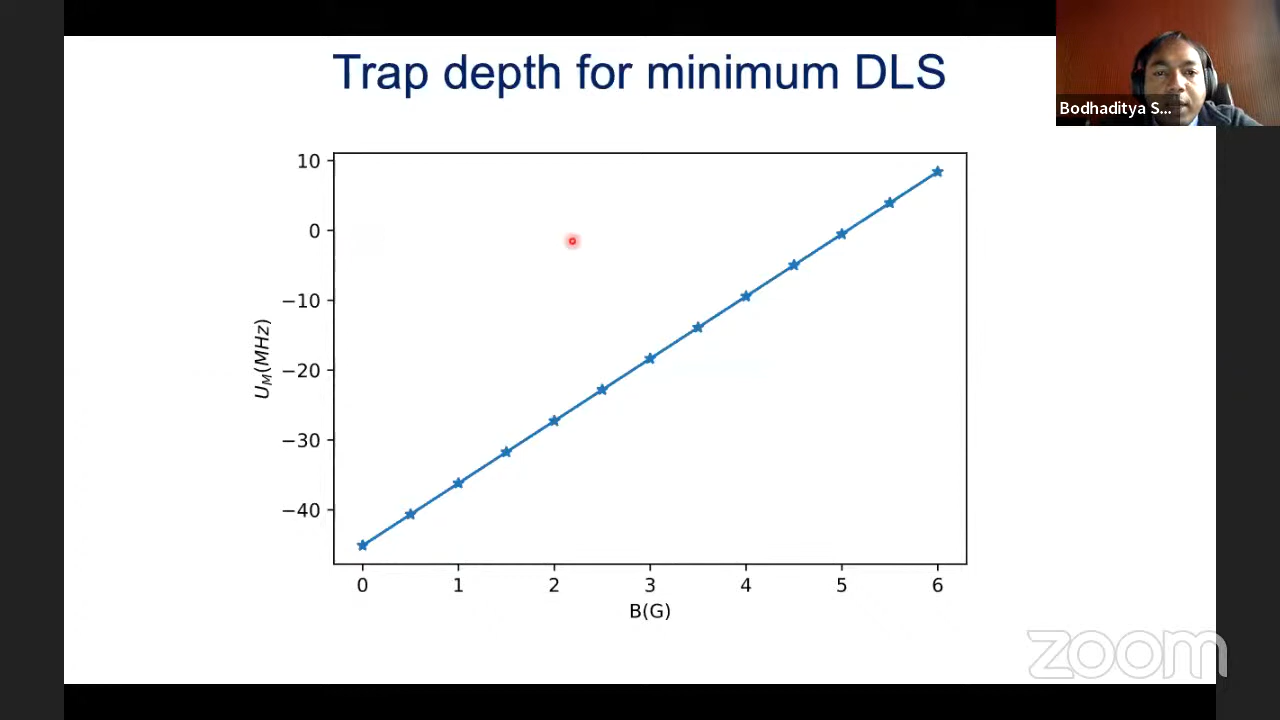 Trap depth for minimum DLS
Bodhaditya S...
10
0
−10
−20
−30
−40
U_M(MHz)
0 1 2 3 4 5 6
B(G)
zoom